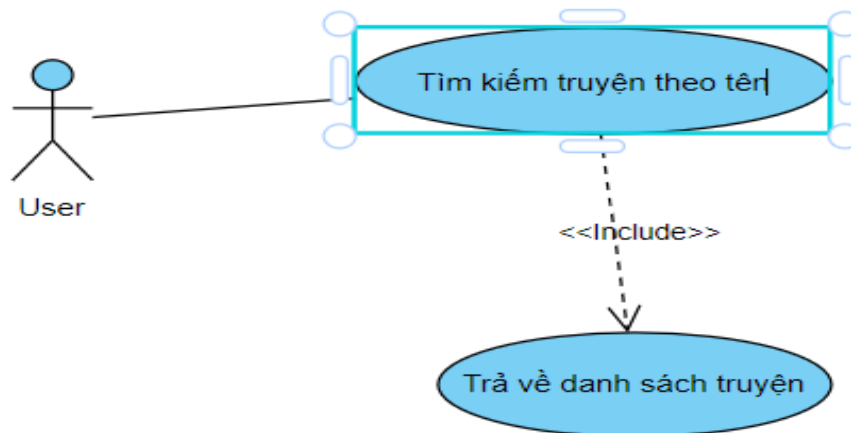 Tìm kiếm truyện theo tên
User
<<Include>>
Trả về danh sách truyện